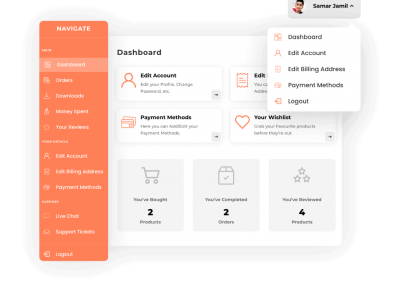 Samar Jamil
NAVIGATE
MAIN
Dashboard
Orders
Downloads
Money Spent
Your Reviews
YOUR DETAILS
Edit Account
Edit Billing Address
Payment Methods
SUPPORT
Live Chat
Support Tickets
Logout
Dashboard
Edit Account
Edit your Profile, Change
Password, etc.
Edit
You can
Addre
Payment Methods
Here you can Add/Edit your
Payment Methods.
Your Wishlist
Grab your Favourite products
before they're out.
You've Bought
2
Products
You've Completed
2
Orders
You've Reviewed
4
Products
Dashboard
Edit Account
Edit Billing Address
Payment Methods
Logout